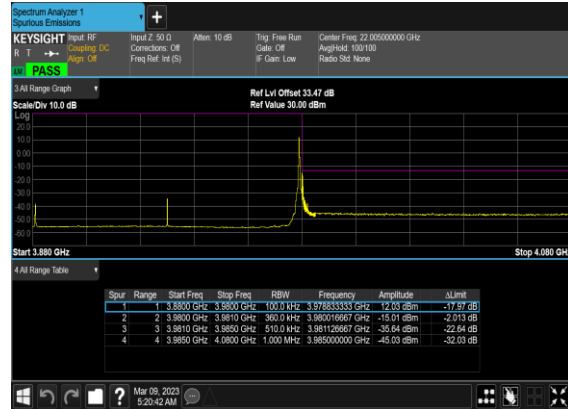 Spectrum Analyzer 1
Spurious Emissions
KEYSIGHT Input: RF Input Z: 50 Ω Atten: 10 dB Trig: Free Run Center Freq: 22.005000000 GHz
R T Coupling: DC Corrections: Off Gate: Off Avg|Hold: 100/100
Align: Off Freq Ref: Int (S) IF Gain: Low Radio Std: None
PASS
3 All Range Graph
Ref Lvl Offset 33.47 dB
Scale/Div 10.0 dB Ref Value 30.00 dBm
Log
20.0
10.0
0.00
-10.0
-20.0
-30.0
-40.0
-50.0
-60.0
Start 3.880 GHz Stop 4.080 GHz
4 All Range Table
Spur Range Start Freq Stop Freq RBW Frequency Amplitude ΔLimit
1 1 3.8800 GHz 3.9800 GHz 100.0 kHz 3.978833333 GHz 12.03 dBm -17.97 dB
2 2 3.9800 GHz 3.9810 GHz 360.0 kHz 3.980016667 GHz -15.01 dBm -2.013 dB
3 3 3.9810 GHz 3.9850 GHz 510.0 kHz 3.981126667 GHz -35.64 dBm -22.64 dB
4 4 3.9850 GHz 4.0800 GHz 1.000 MHz 3.985000000 GHz -45.03 dBm -32.03 dB
Mar 09, 2023
5:20:42 AM